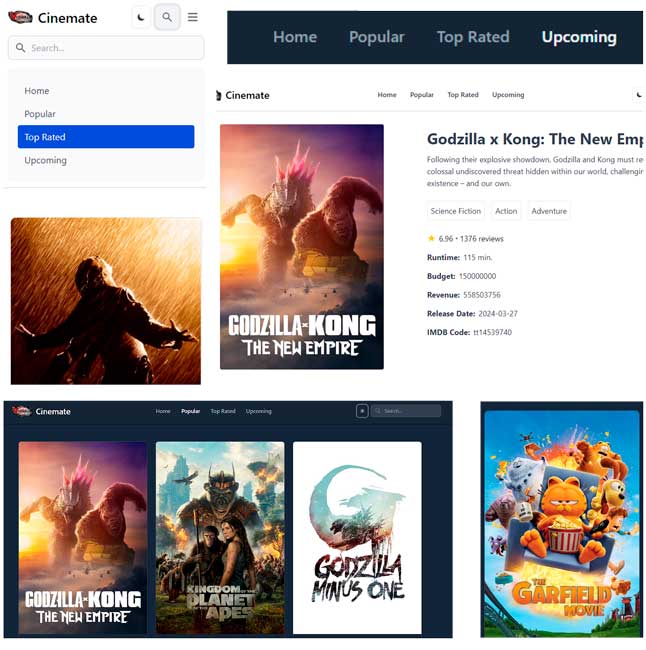 Cinemate
Search...
Home
Popular
Top Rated
Upcoming
Home Popular Top Rated Upcoming
Cinemate
Home Popular Top Rated Upcoming
GODZILLA x KONG
THE NEW EMPIRE
Godzilla x Kong: The New Emp
Following their explosive showdown, Godzilla and Kong must re
colossal undiscovered threat hidden within our world, challengin
existence – and our own.
Science Fiction Action Adventure
6.96 • 1376 reviews
Runtime: 115 min.
Budget: 150000000
Revenue: 558503756
Release Date: 2024-03-27
IMDB Code: tt14539740
Cinemate
Home Popular Top Rated Upcoming
Search...
GODZILLA x KONG
THE NEW EMPIRE
KINGDOM OF THE
PLANET
OF THE APES
GODZILLA
MINUS ONE
THE
GARFIELD
MOVIE